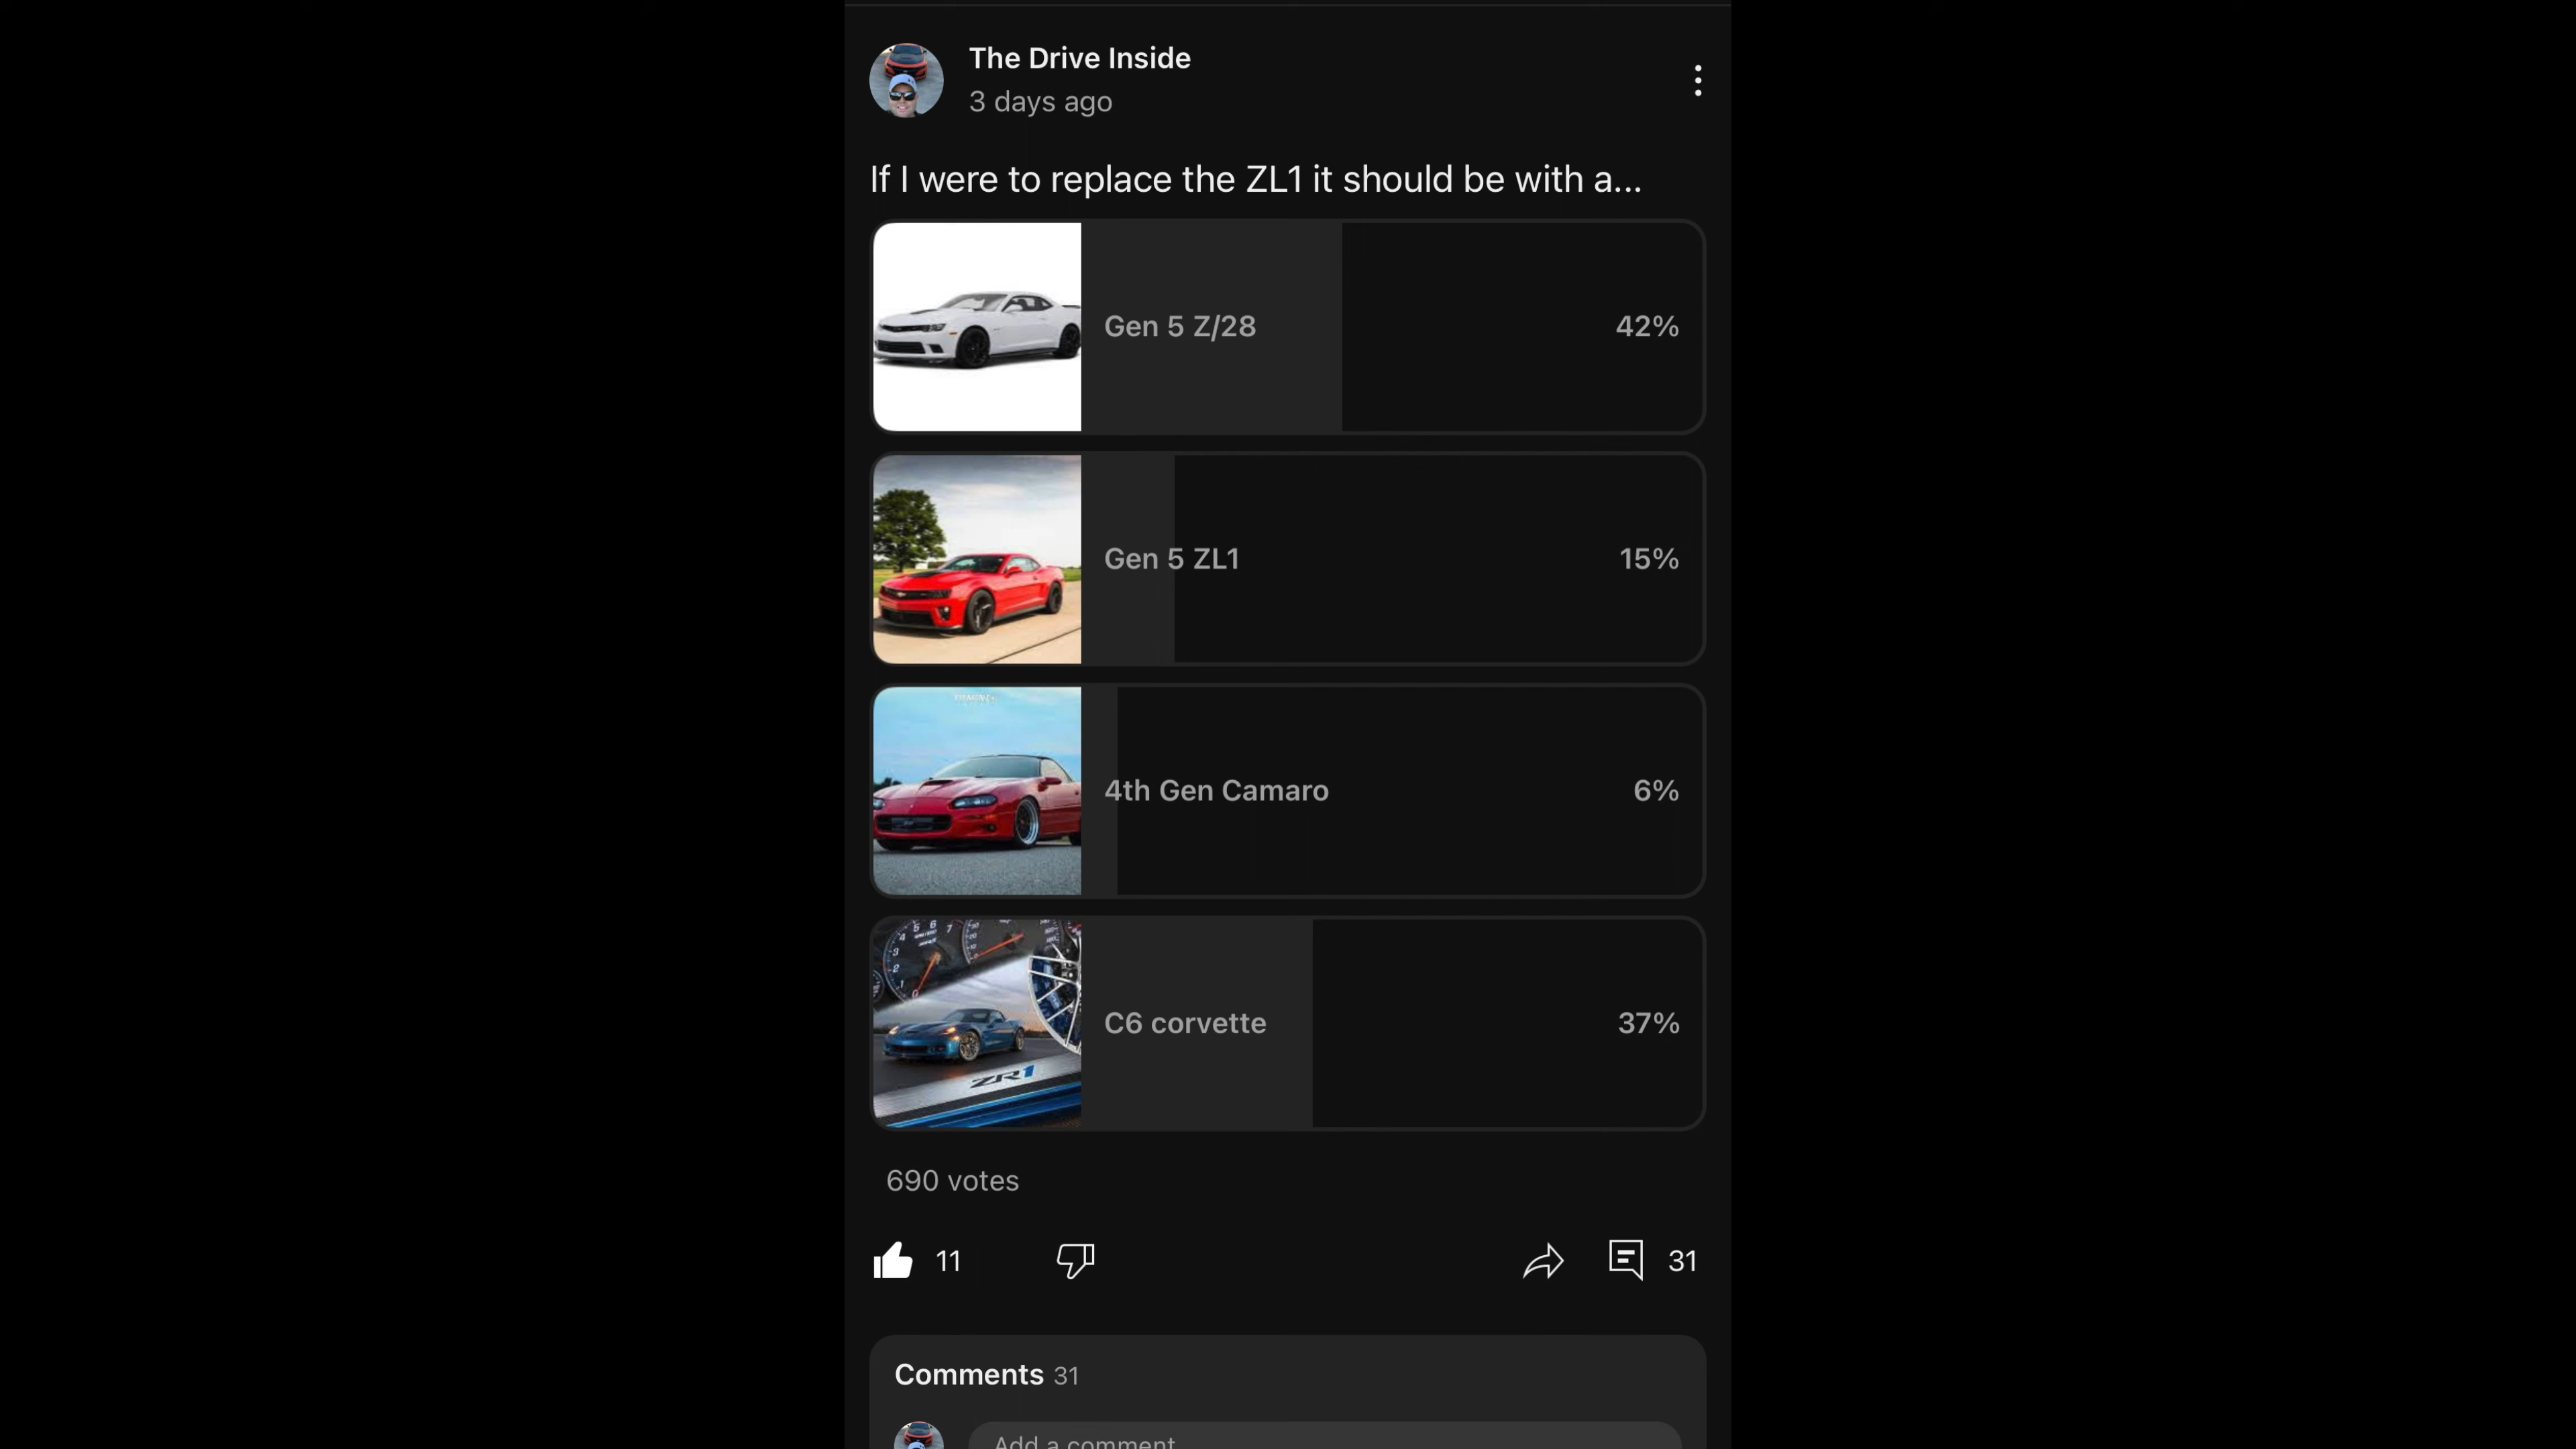 The Drive Inside
3 days ago
If I were to replace the ZL1 it should be with a...
Gen 5 Z/28
42%
Gen 5 ZL1
15%
4th Gen Camaro
6%
C6 corvette
37%
ZR1
690 votes
11
31
Comments 31
Add a comment